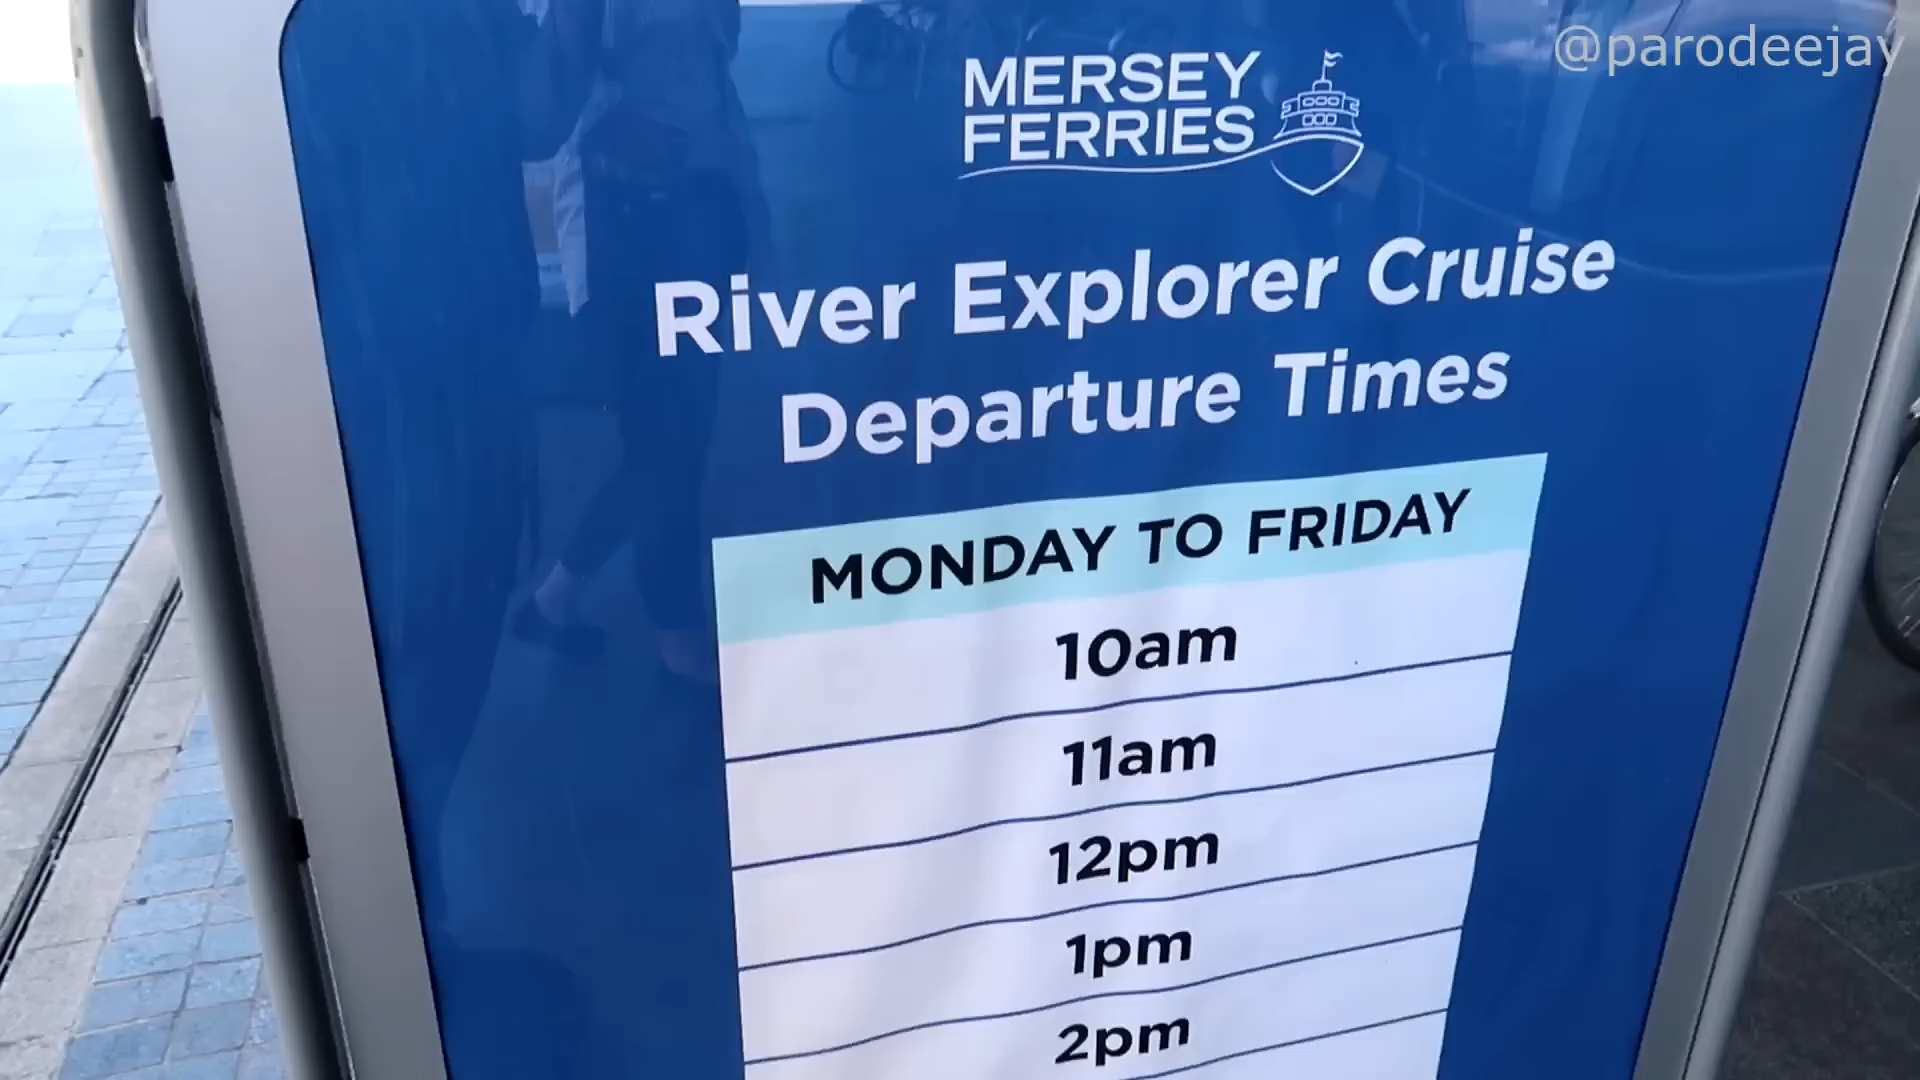 @parodeejay
MERSEY
FERRIES
River Explorer Cruise
Departure Times
MONDAY TO FRIDAY
10am
11am
12pm
1pm
2pm